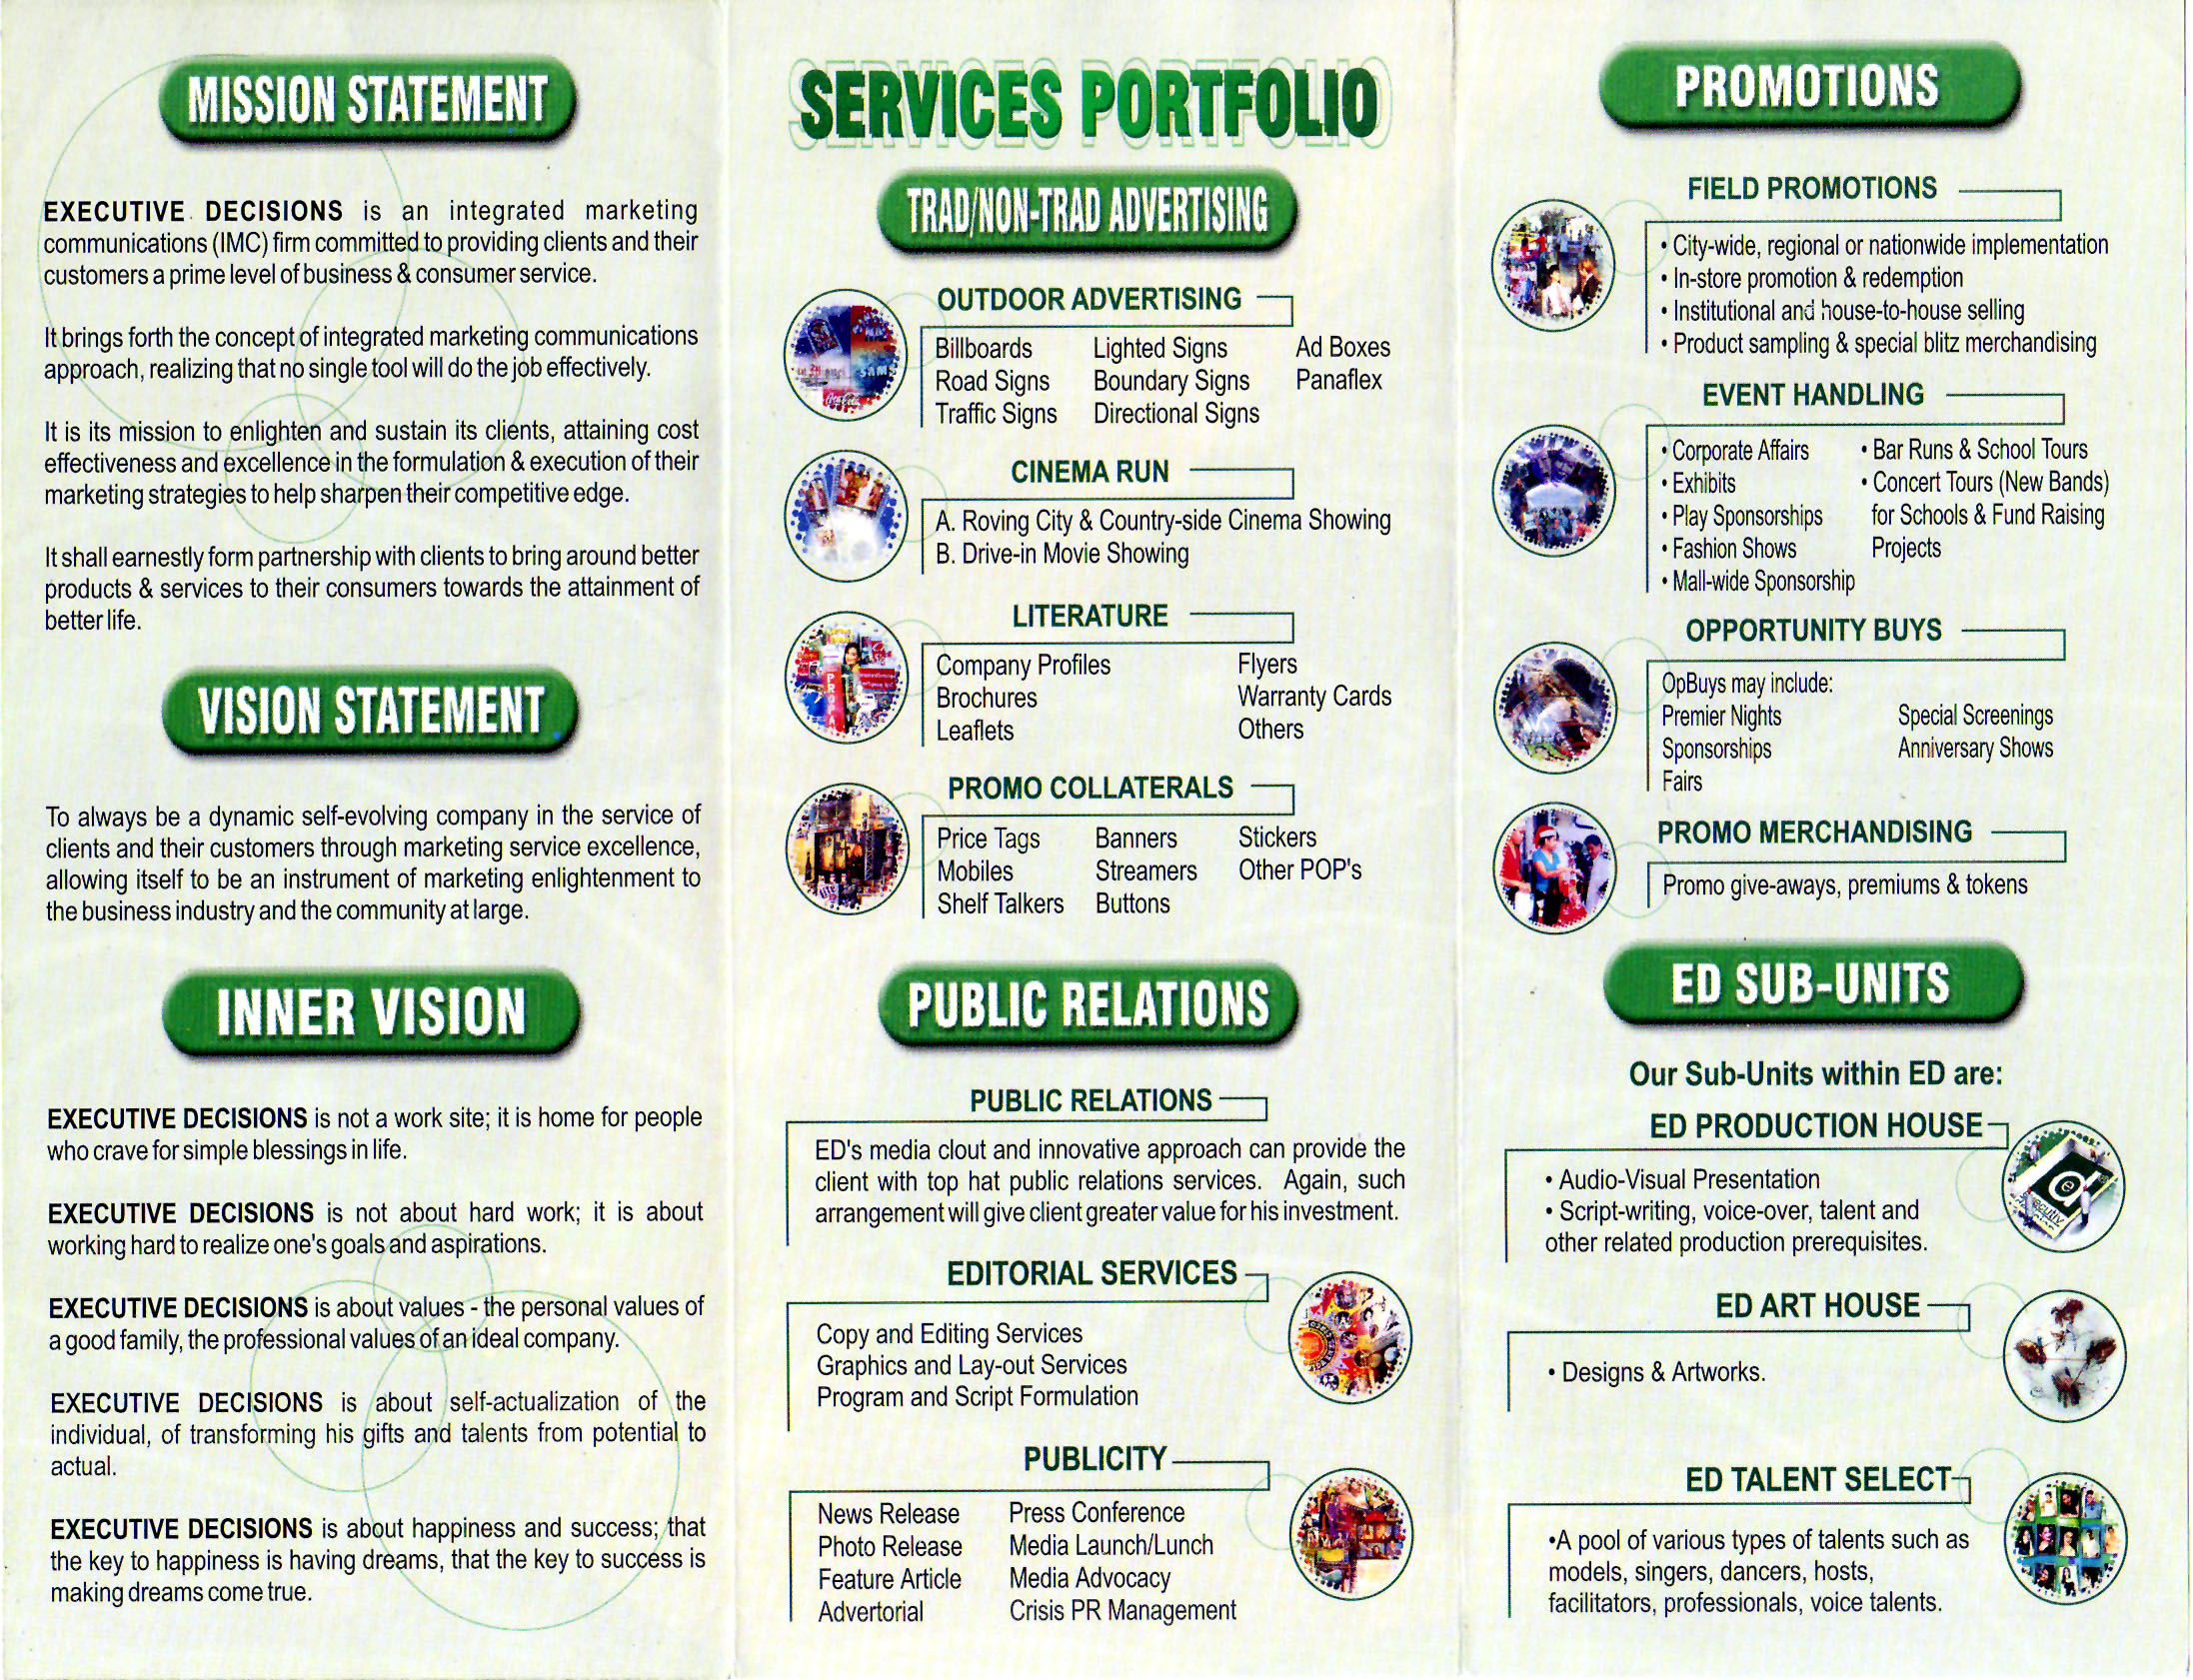 MISSION STATEMENT
EXECUTIVE DECISIONS is an integrated marketing
communications (IMC) firm committed to providing clients and their
customers a prime level of business & consumer service.
It brings forth the concept of integrated marketing communications
approach, realizing that no single tool will do the job effectively.
It is its mission to enlighten and sustain its clients, attaining cost
effectiveness and excellence in the formulation & execution of their
marketing strategies to help sharpen their competitive edge.
It shall earnestly form partnership with clients to bring around better
products & services to their consumers towards the attainment of
better life.
VISION STATEMENT
To always be a dynamic self-evolving company in the service of
clients and their customers through marketing service excellence,
allowing itself to be an instrument of marketing enlightenment to
the business industry and the community at large.
INNER VISION
EXECUTIVE DECISIONS is not a work site; it is home for people
who crave for simple blessings in life.
EXECUTIVE DECISIONS is not about hard work; it is about
working hard to realize one's goals and aspirations.
EXECUTIVE DECISIONS is about values - the personal values of
a good family, the professional values of an ideal company.
EXECUTIVE DECISIONS is about self-actualization of the
individual, of transforming his gifts and talents from potential to
actual.
EXECUTIVE DECISIONS is about happiness and success; that
the key to happiness is having dreams, that the key to success is
making dreams come true.
SERVICES PORTFOLIO
TRAD/NON-TRAD ADVERTISING
OUTDOOR ADVERTISING
Billboards Lighted Signs Ad Boxes
Road Signs Boundary Signs Panaflex
Traffic Signs Directional Signs
CINEMA RUN
A. Roving City & Country-side Cinema Showing
B. Drive-in Movie Showing
LITERATURE
Company Profiles Flyers
Brochures Warranty Cards
Leaflets Others
PROMO COLLATERALS
Price Tags Banners Stickers
Mobiles Streamers Other POP's
Shelf Talkers Buttons
PUBLIC RELATIONS
PUBLIC RELATIONS
ED's media clout and innovative approach can provide the
client with top hat public relations services. Again, such
arrangement will give client greater value for his investment.
EDITORIAL SERVICES
Copy and Editing Services
Graphics and Lay-out Services
Program and Script Formulation
PUBLICITY
News Release Press Conference
Photo Release Media Launch/Lunch
Feature Article Media Advocacy
Advertorial Crisis PR Management
PROMOTIONS
FIELD PROMOTIONS
• City-wide, regional or nationwide implementation
• In-store promotion & redemption
• Institutional and house-to-house selling
• Product sampling & special blitz merchandising
EVENT HANDLING
• Corporate Affairs • Bar Runs & School Tours
• Exhibits • Concert Tours (New Bands)
• Play Sponsorships for Schools & Fund Raising
• Fashion Shows Projects
• Mall-wide Sponsorship
OPPORTUNITY BUYS
OpBuys may include:
Premier Nights Special Screenings
Sponsorships Anniversary Shows
Fairs
PROMO MERCHANDISING
Promo give-aways, premiums & tokens
ED SUB-UNITS
Our Sub-Units within ED are:
ED PRODUCTION HOUSE
• Audio-Visual Presentation
• Script-writing, voice-over, talent and
other related production prerequisites.
ED ART HOUSE
• Designs & Artworks.
ED TALENT SELECT
•A pool of various types of talents such as
models, singers, dancers, hosts,
facilitators, professionals, voice talents.